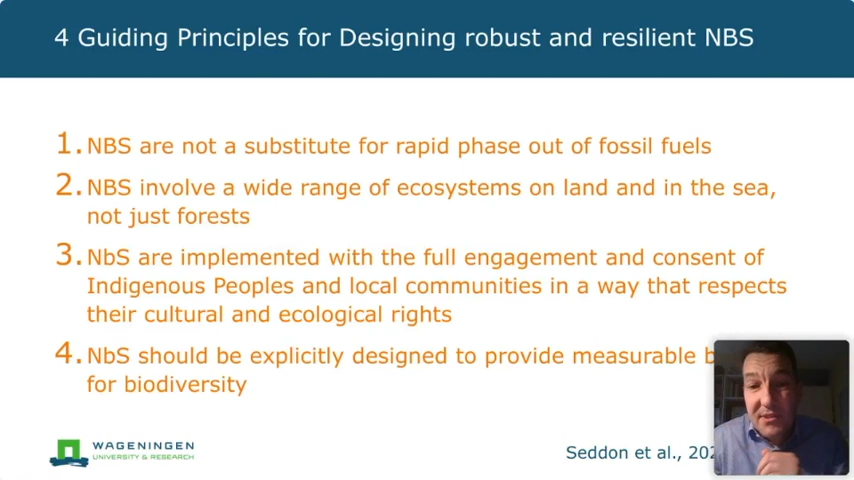 4 Guiding Principles for Designing robust and resilient NBS
1. NBS are not a substitute for rapid phase out of fossil fuels
2. NBS involve a wide range of ecosystems on land and in the sea,
not just forests
3. NbS are implemented with the full engagement and consent of
Indigenous Peoples and local communities in a way that respects
their cultural and ecological rights
4. NbS should be explicitly designed to provide measurable
for biodiversity
WAGENINGEN
UNIVERSITY & RESEARCH
Seddon et al.,